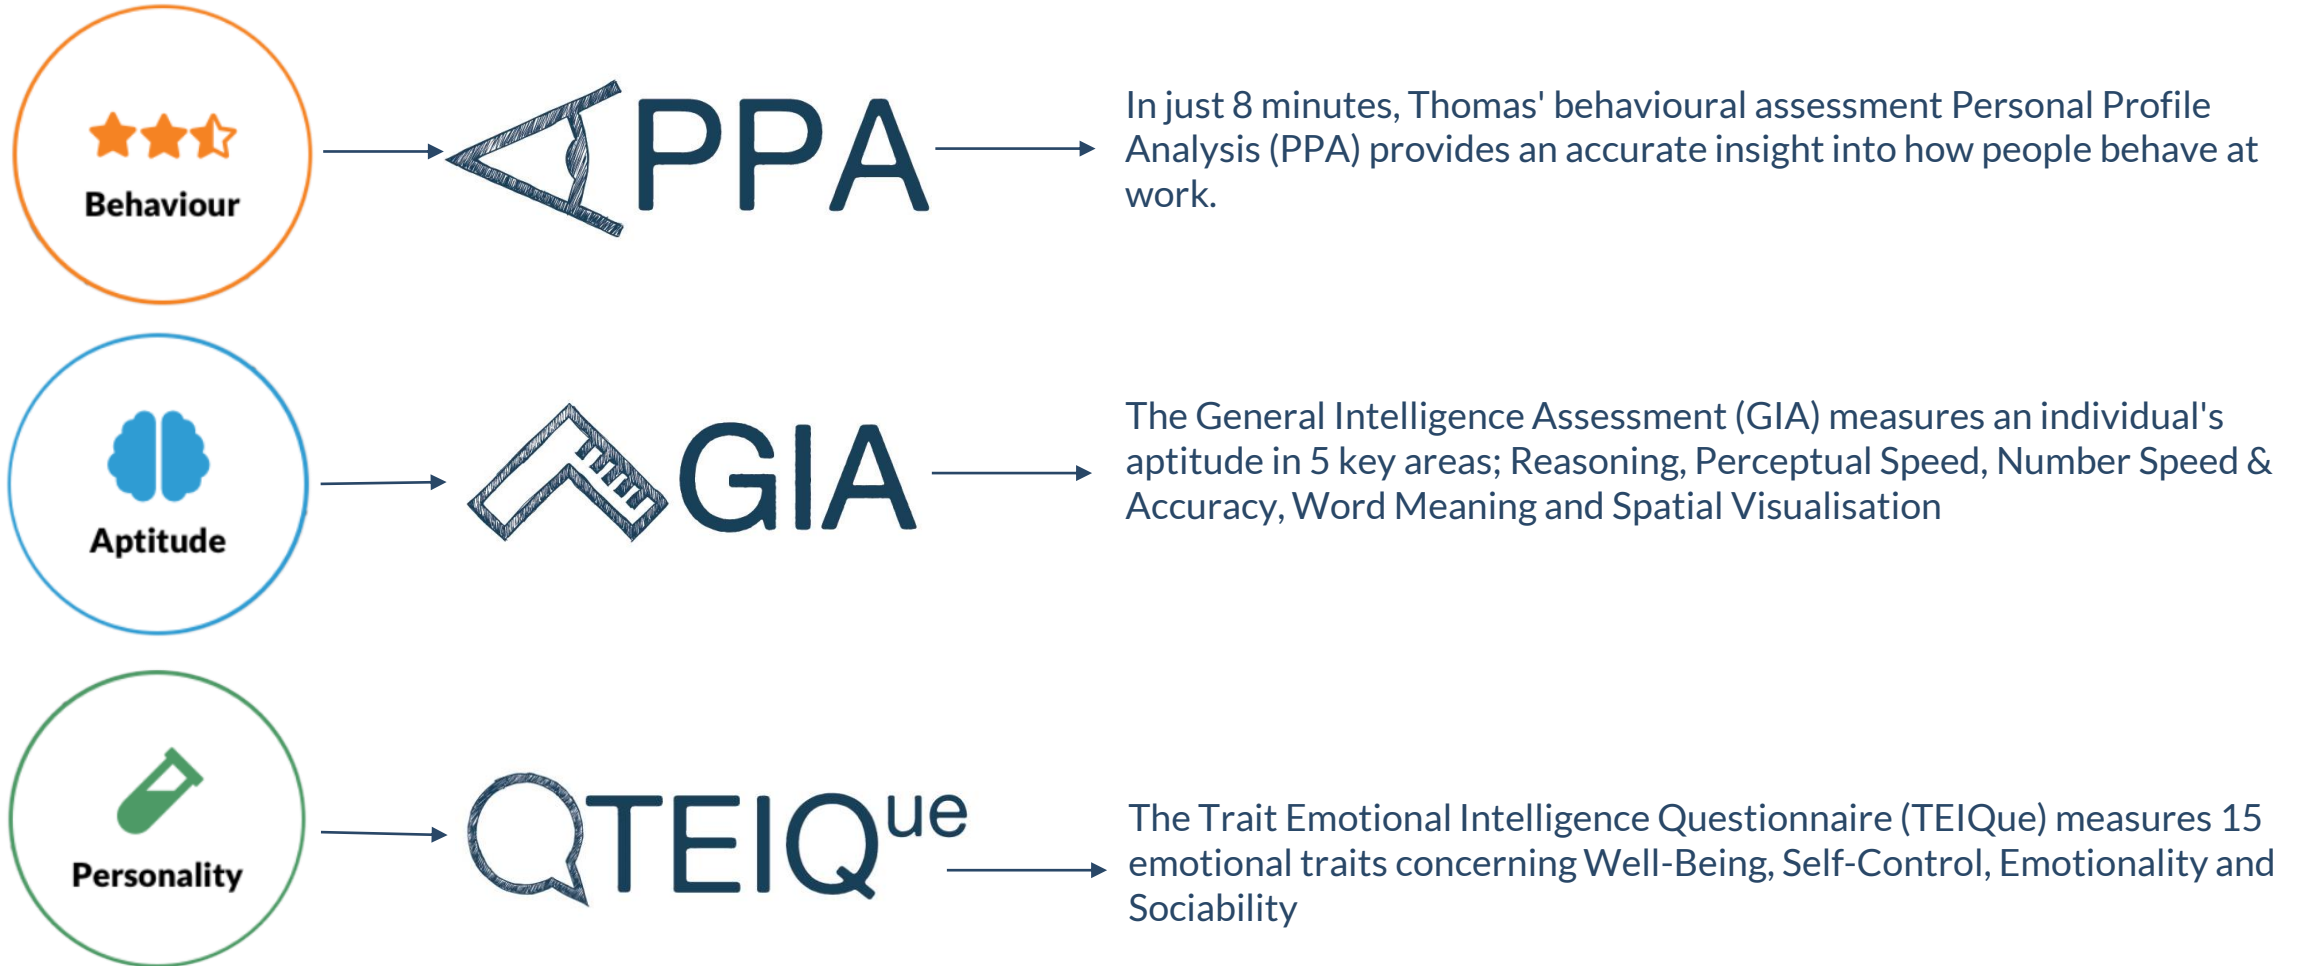 Behaviour
PPA
In just 8 minutes, Thomas' behavioural assessment Personal Profile
Analysis (PPA) provides an accurate insight into how people behave at
work.
Aptitude
GIA
The General Intelligence Assessment (GIA) measures an individual's
aptitude in 5 key areas; Reasoning, Perceptual Speed, Number Speed &
Accuracy, Word Meaning and Spatial Visualisation
Personality
TEIQue
The Trait Emotional Intelligence Questionnaire (TEIQue) measures 15
emotional traits concerning Well-Being, Self-Control, Emotionality and
Sociability